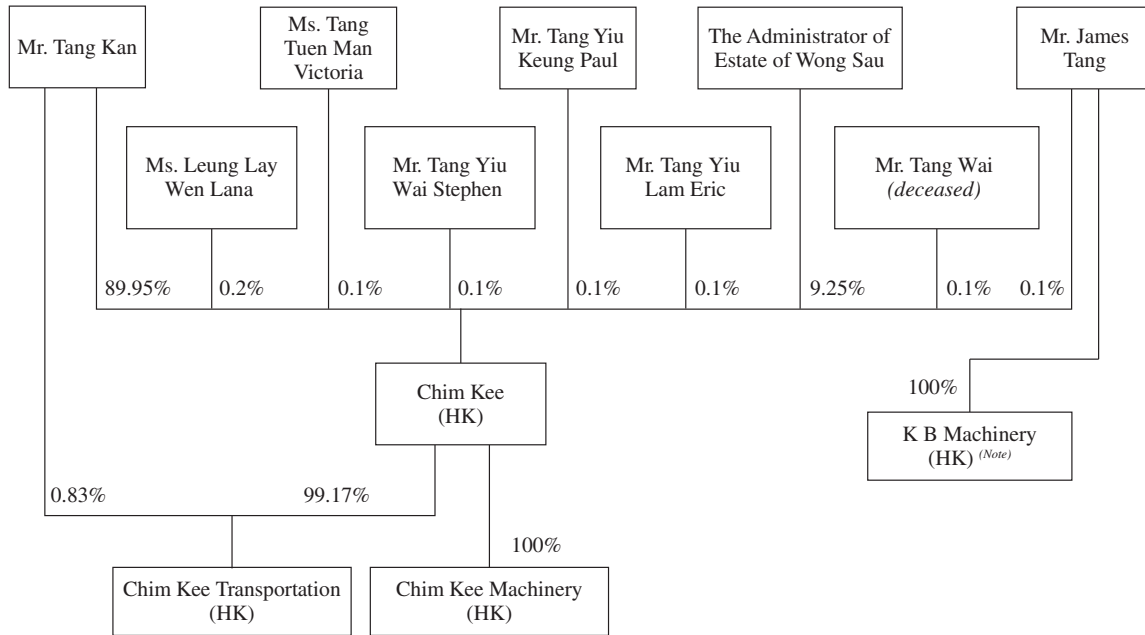 Mr. Tang Kan
Ms. Tang
Tuen Man
Victoria
Mr. Tang Yiu
Keung Paul
The Administrator of
Estate of Wong Sau
Mr. James
Tang
Ms. Leung Lay
Wen Lana
Mr. Tang Yiu
Wai Stephen
Mr. Tang Yiu
Lam Eric
Mr. Tang Wai
(deceased)
89.95%
0.2%
0.1%
0.1%
0.1%
0.1%
9.25%
0.1%
0.1%
Chim Kee
(HK)
100%
K B Machinery
(HK) (Note)
0.83%
99.17%
100%
Chim Kee Transportation
(HK)
Chim Kee Machinery
(HK)